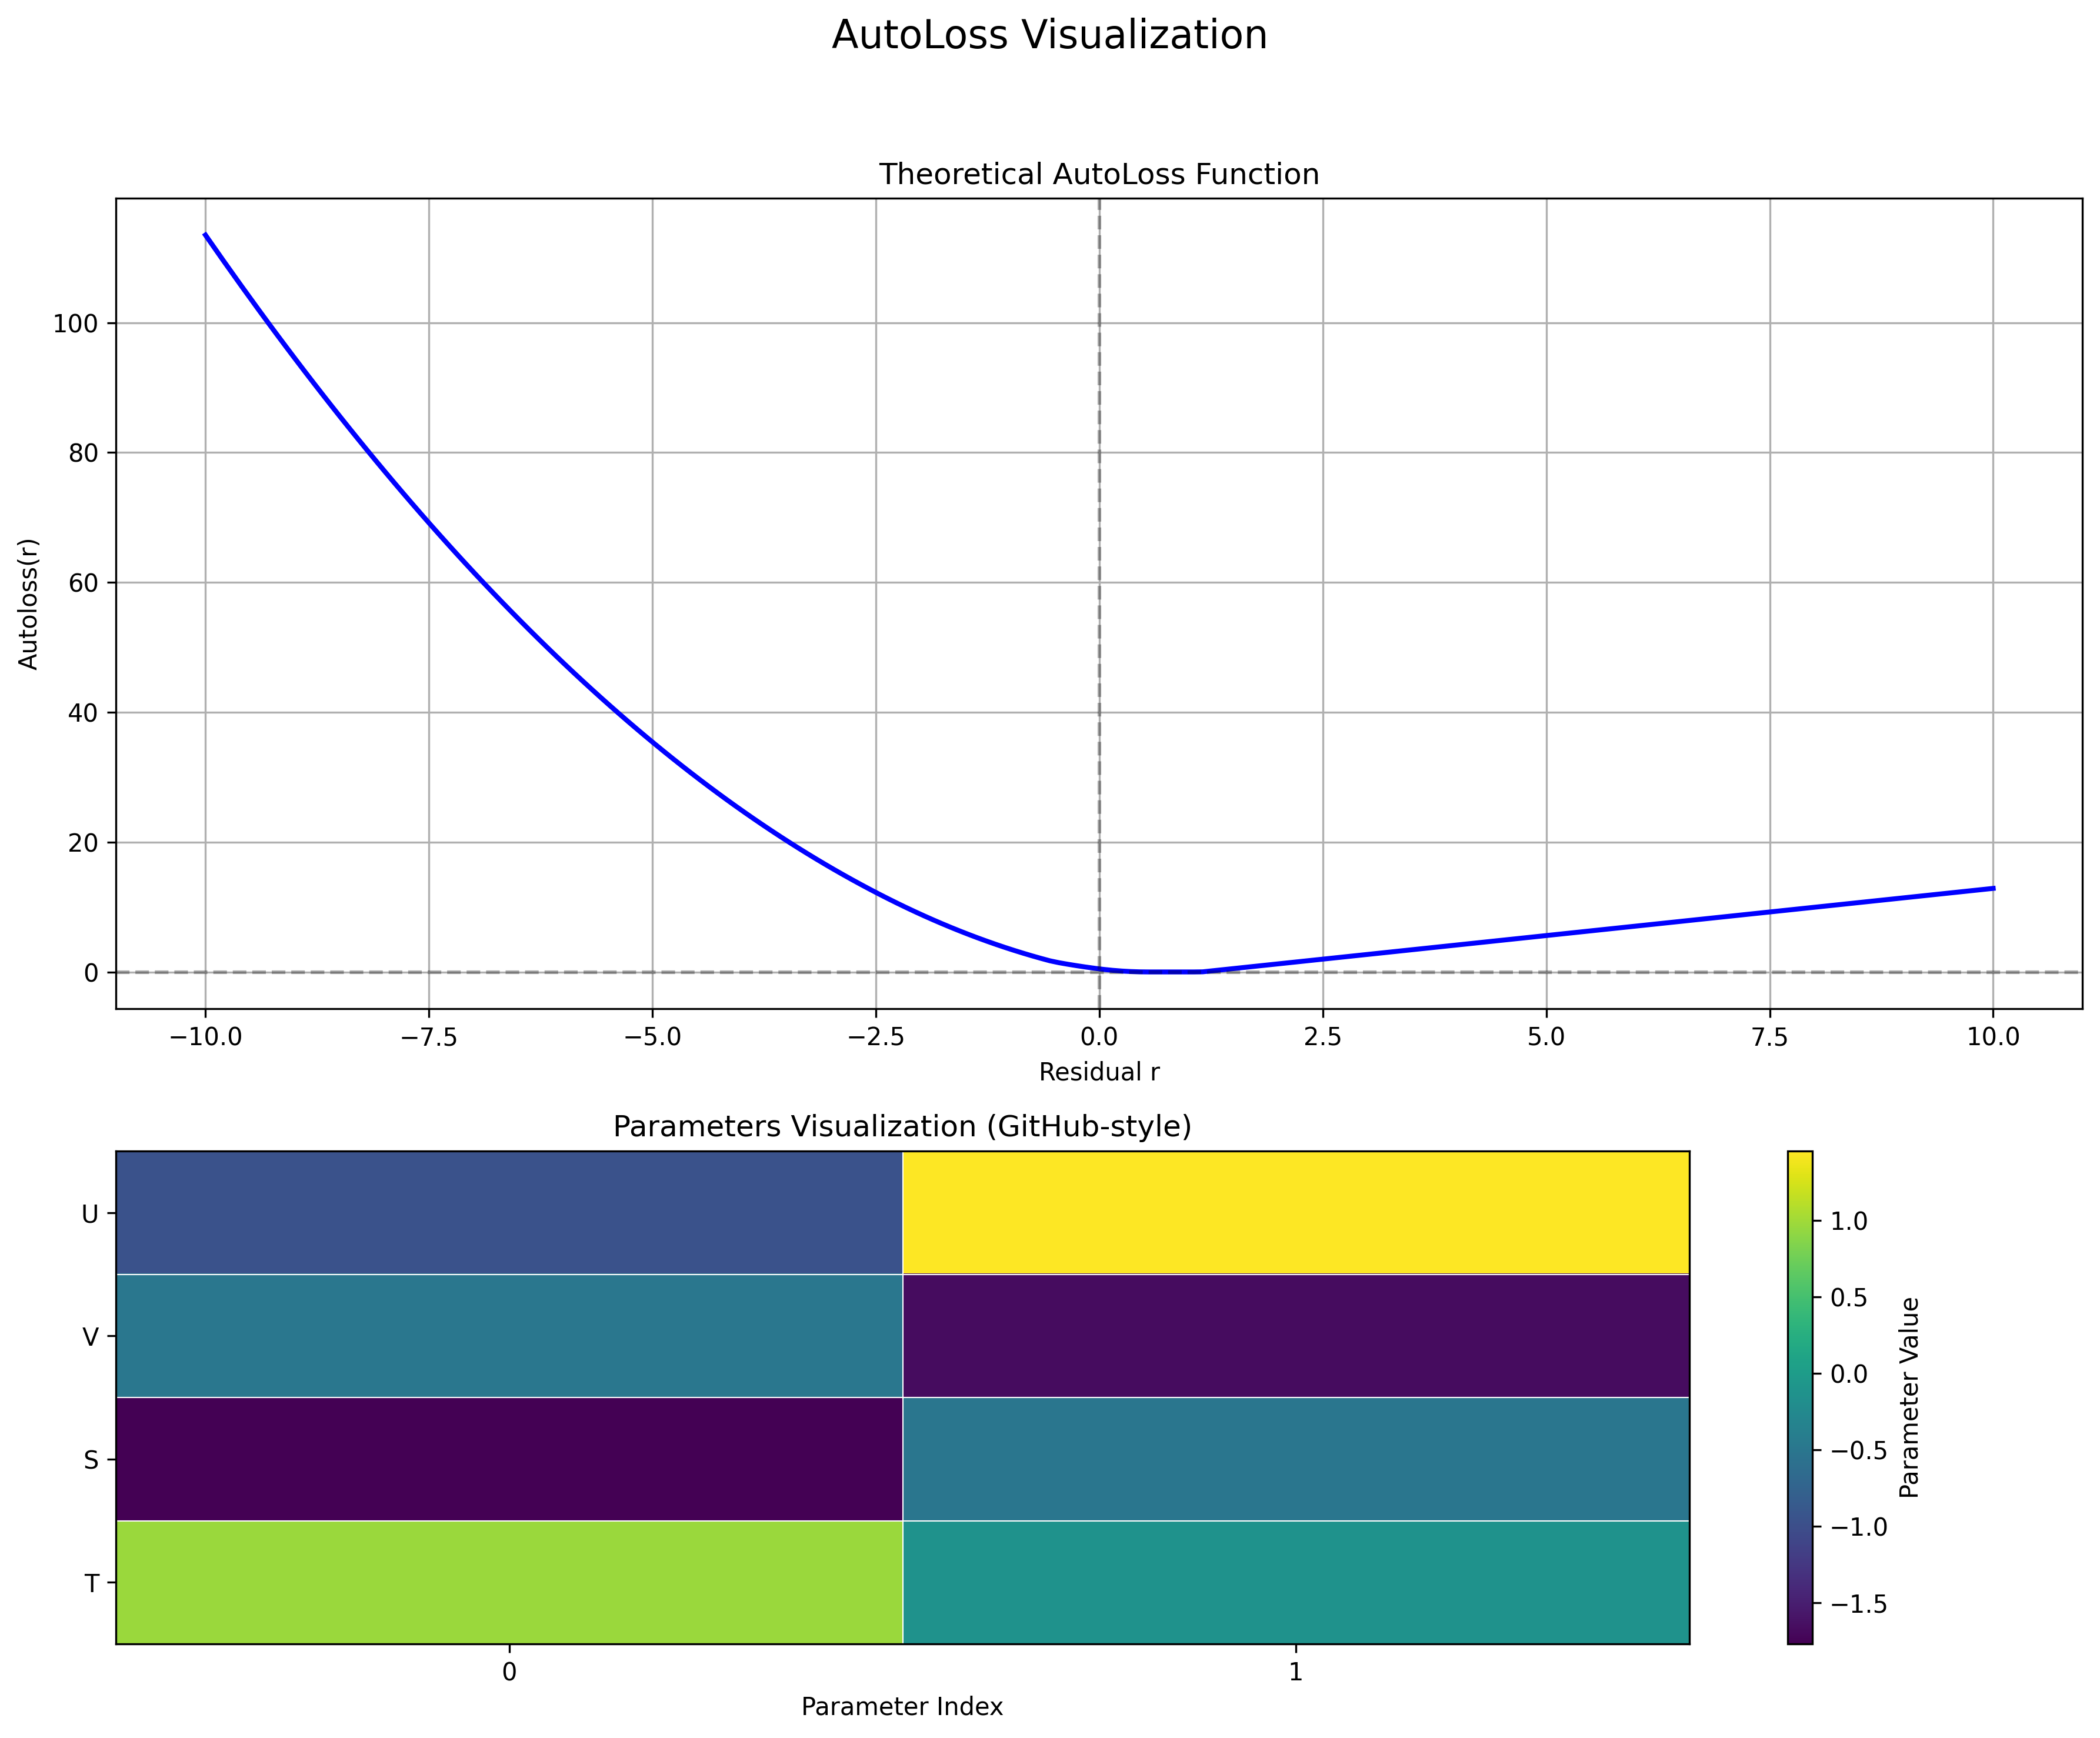 AutoLoss Visualization
Theoretical AutoLoss Function
Autoloss(r)
100
80
60
40
20
0
−10.0 −7.5 −5.0 −2.5 0.0 2.5 5.0 7.5 10.0
Residual r
Parameters Visualization (GitHub-style)
U
V
S
T
0 1
Parameter Index
1.0
0.5
0.0
−0.5
−1.0
−1.5
Parameter Value